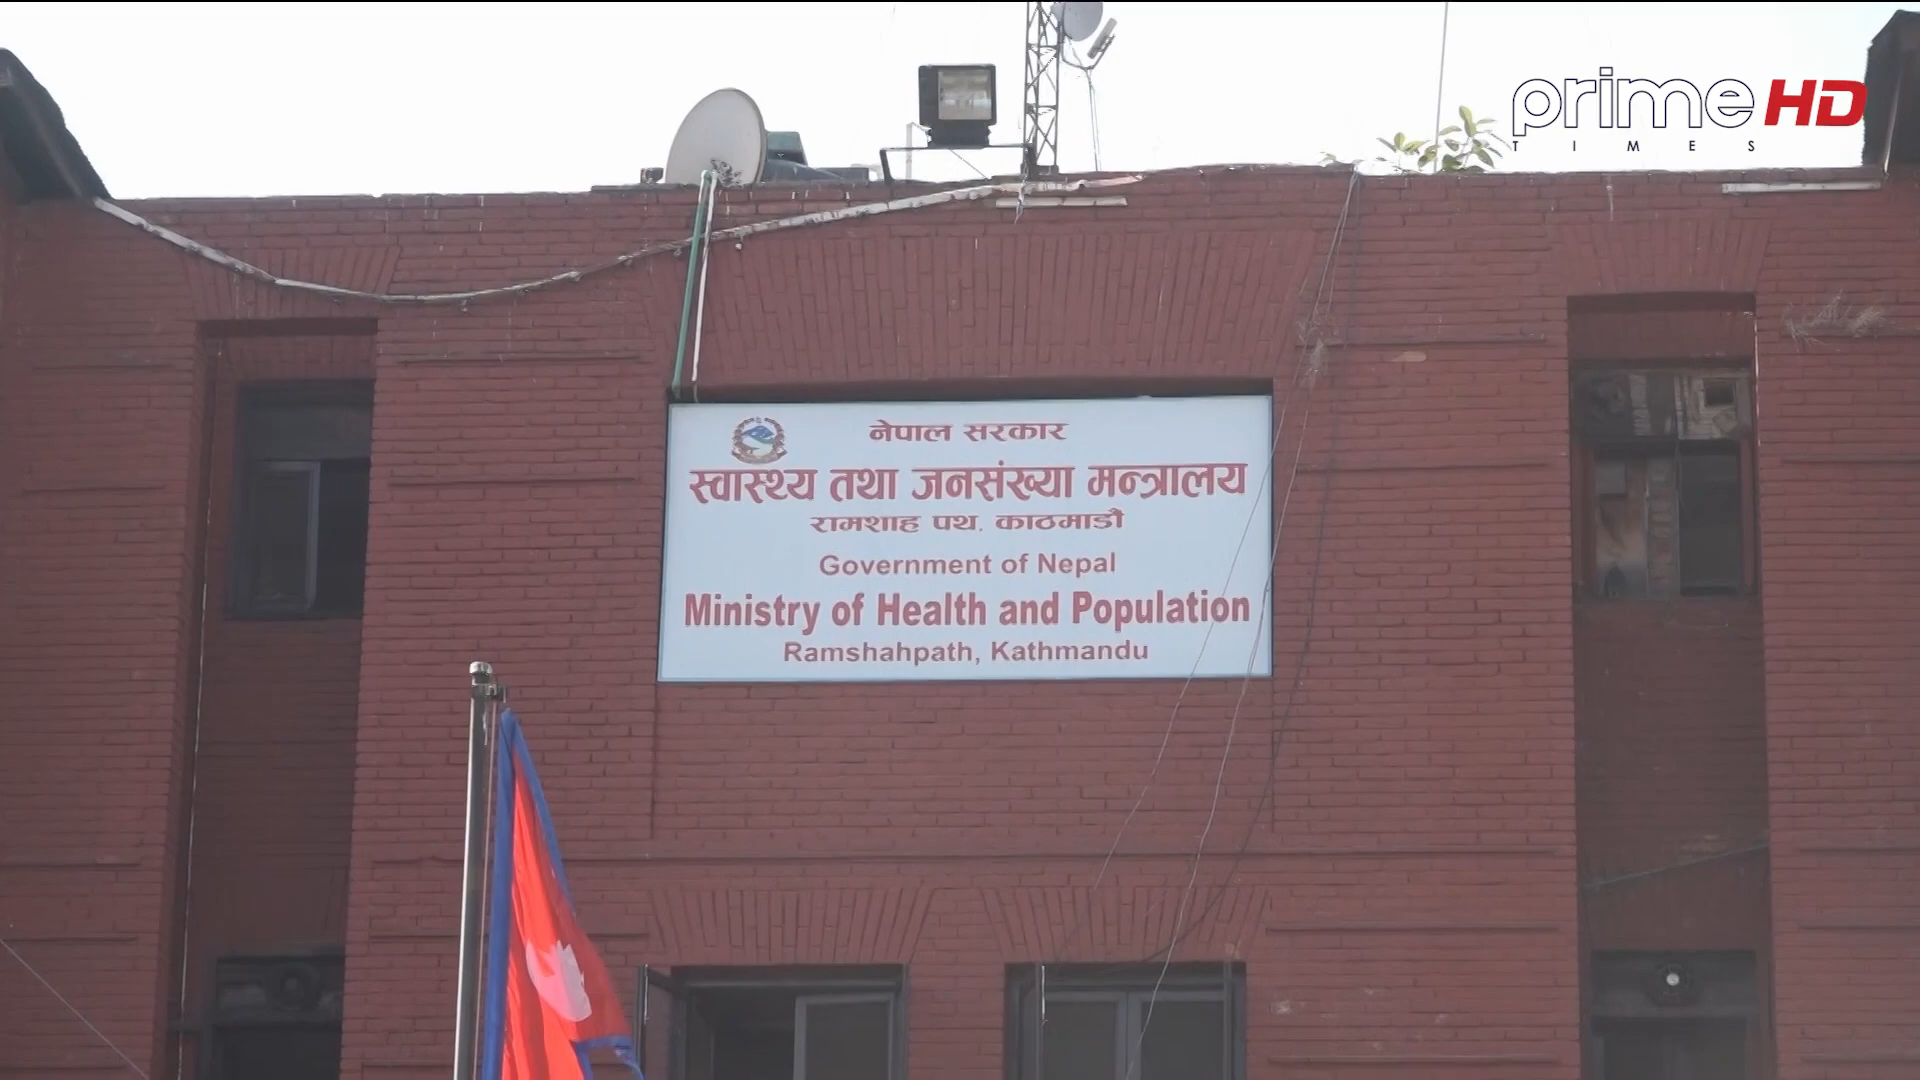 prime HD
TIMES
नेपाल सरकार
स्वास्थ्य तथा जनसंख्या मन्त्रालय
रामशाह पथ. काठमाडौं
Government of Nepal
Ministry of Health and Population
Ramshahpath, Kathmandu